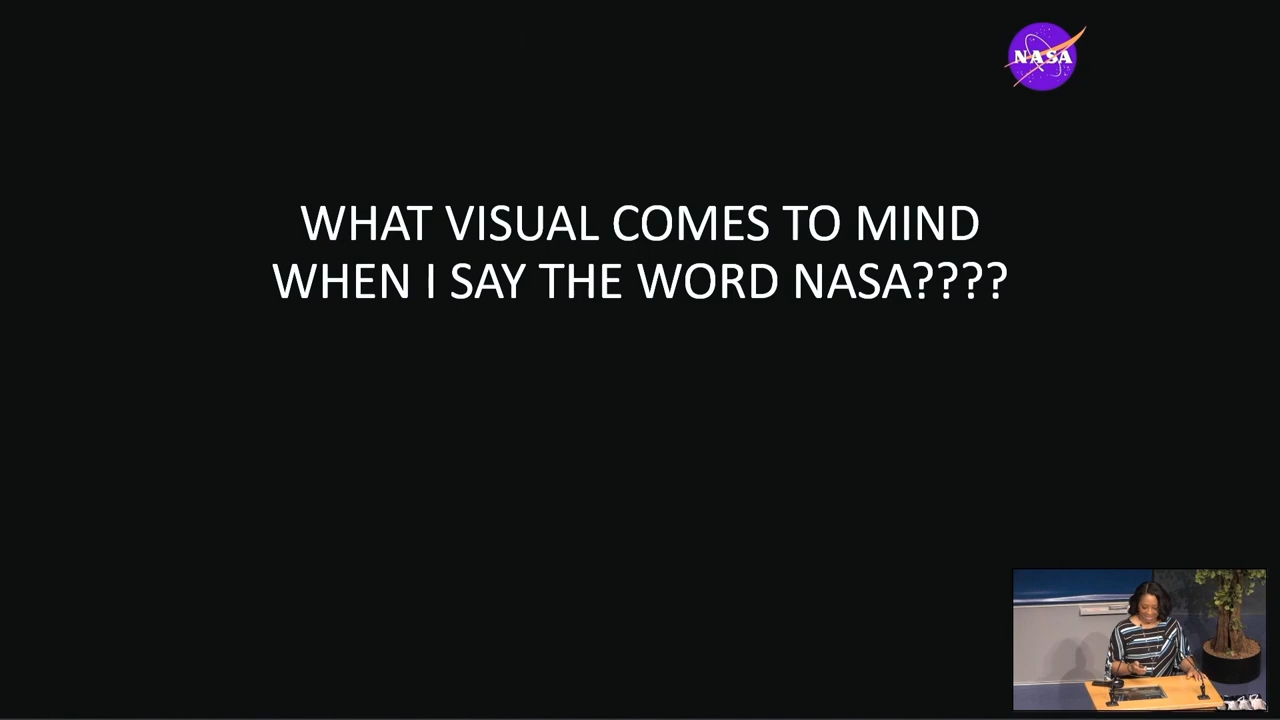 NASA
WHAT VISUAL COMES TO MIND
WHEN I SAY THE WORD NASA????